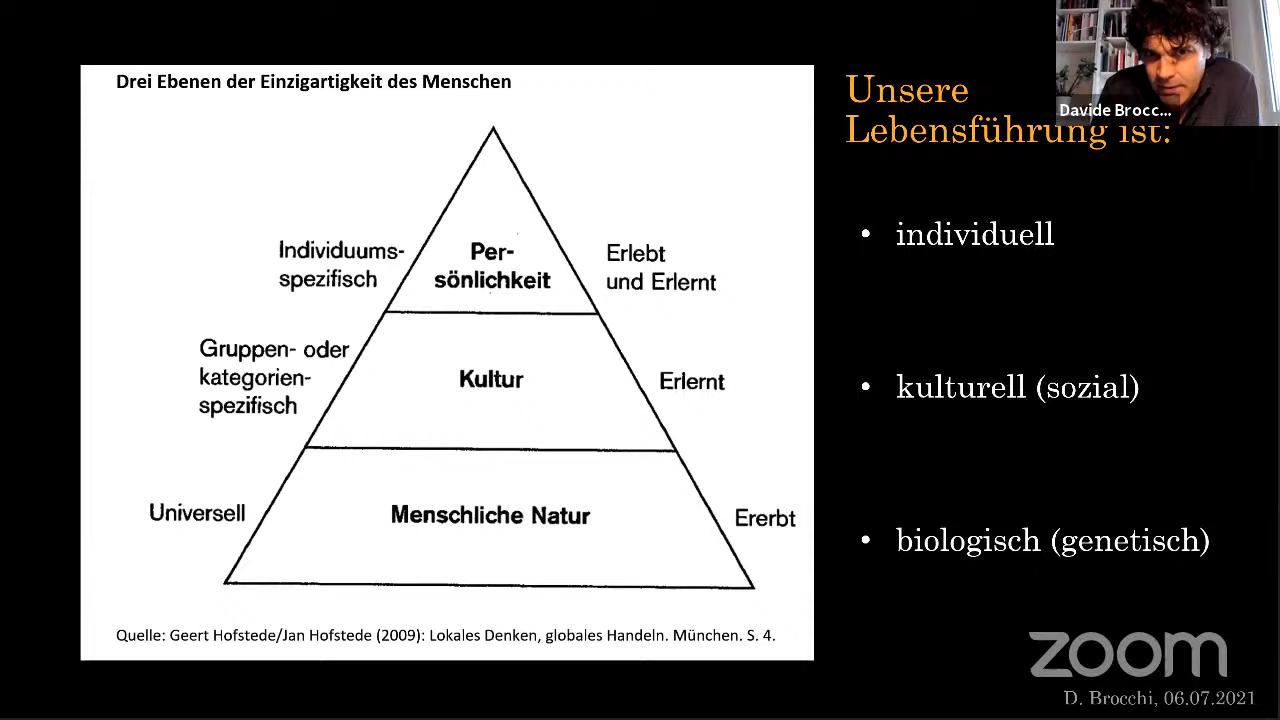 Drei Ebenen der Einzigartigkeit des Menschen
Individuums-
spezifisch
Per-
sönlichkeit
Erlebt
und Erlernt
Gruppen- oder
kategorien-
spezifisch
Kultur
Erlernt
Universell
Menschliche Natur
Ererbt
Quelle: Geert Hofstede/Jan Hofstede (2009): Lokales Denken, globales Handeln. München. S. 4.
Unsere
Lebensführung ist:
• individuell
• kulturell (sozial)
• biologisch (genetisch)
Davide Brocc...
zoom
D. Brocchi, 06.07.2021